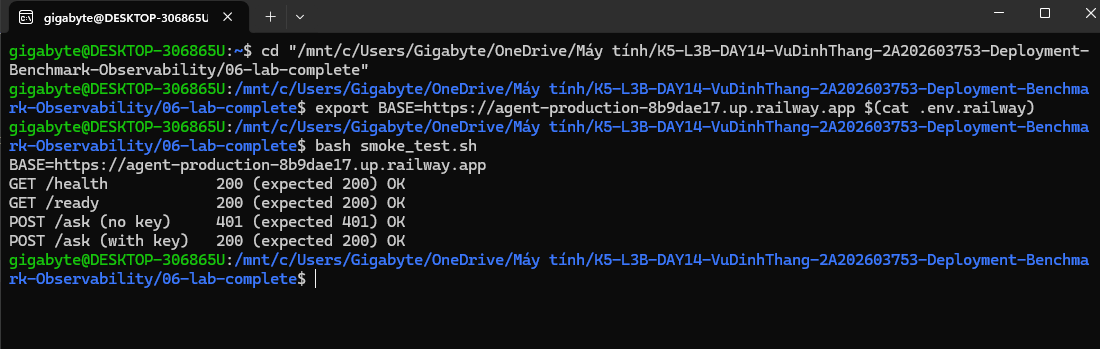 gigabyte@DESKTOP-306865U
gigabyte@DESKTOP-306865U:~$ cd "/mnt/c/Users/Gigabyte/OneDrive/Máy tính/K5-L3B-DAY14-VuDinhThang-2A202603753-Deployment-
Benchmark-Observability/06-lab-complete"
gigabyte@DESKTOP-306865U:/mnt/c/Users/Gigabyte/OneDrive/Máy tính/K5-L3B-DAY14-VuDinhThang-2A202603753-Deployment-Benchma
rk-Observability/06-lab-complete$ export BASE=https://agent-production-8b9dae17.up.railway.app $(cat .env.railway)
gigabyte@DESKTOP-306865U:/mnt/c/Users/Gigabyte/OneDrive/Máy tính/K5-L3B-DAY14-VuDinhThang-2A202603753-Deployment-Benchma
rk-Observability/06-lab-complete$ bash smoke_test.sh
BASE=https://agent-production-8b9dae17.up.railway.app
GET /health 200 (expected 200) OK
GET /ready 200 (expected 200) OK
POST /ask (no key) 401 (expected 401) OK
POST /ask (with key) 200 (expected 200) OK
gigabyte@DESKTOP-306865U:/mnt/c/Users/Gigabyte/OneDrive/Máy tính/K5-L3B-DAY14-VuDinhThang-2A202603753-Deployment-Benchma
rk-Observability/06-lab-complete$